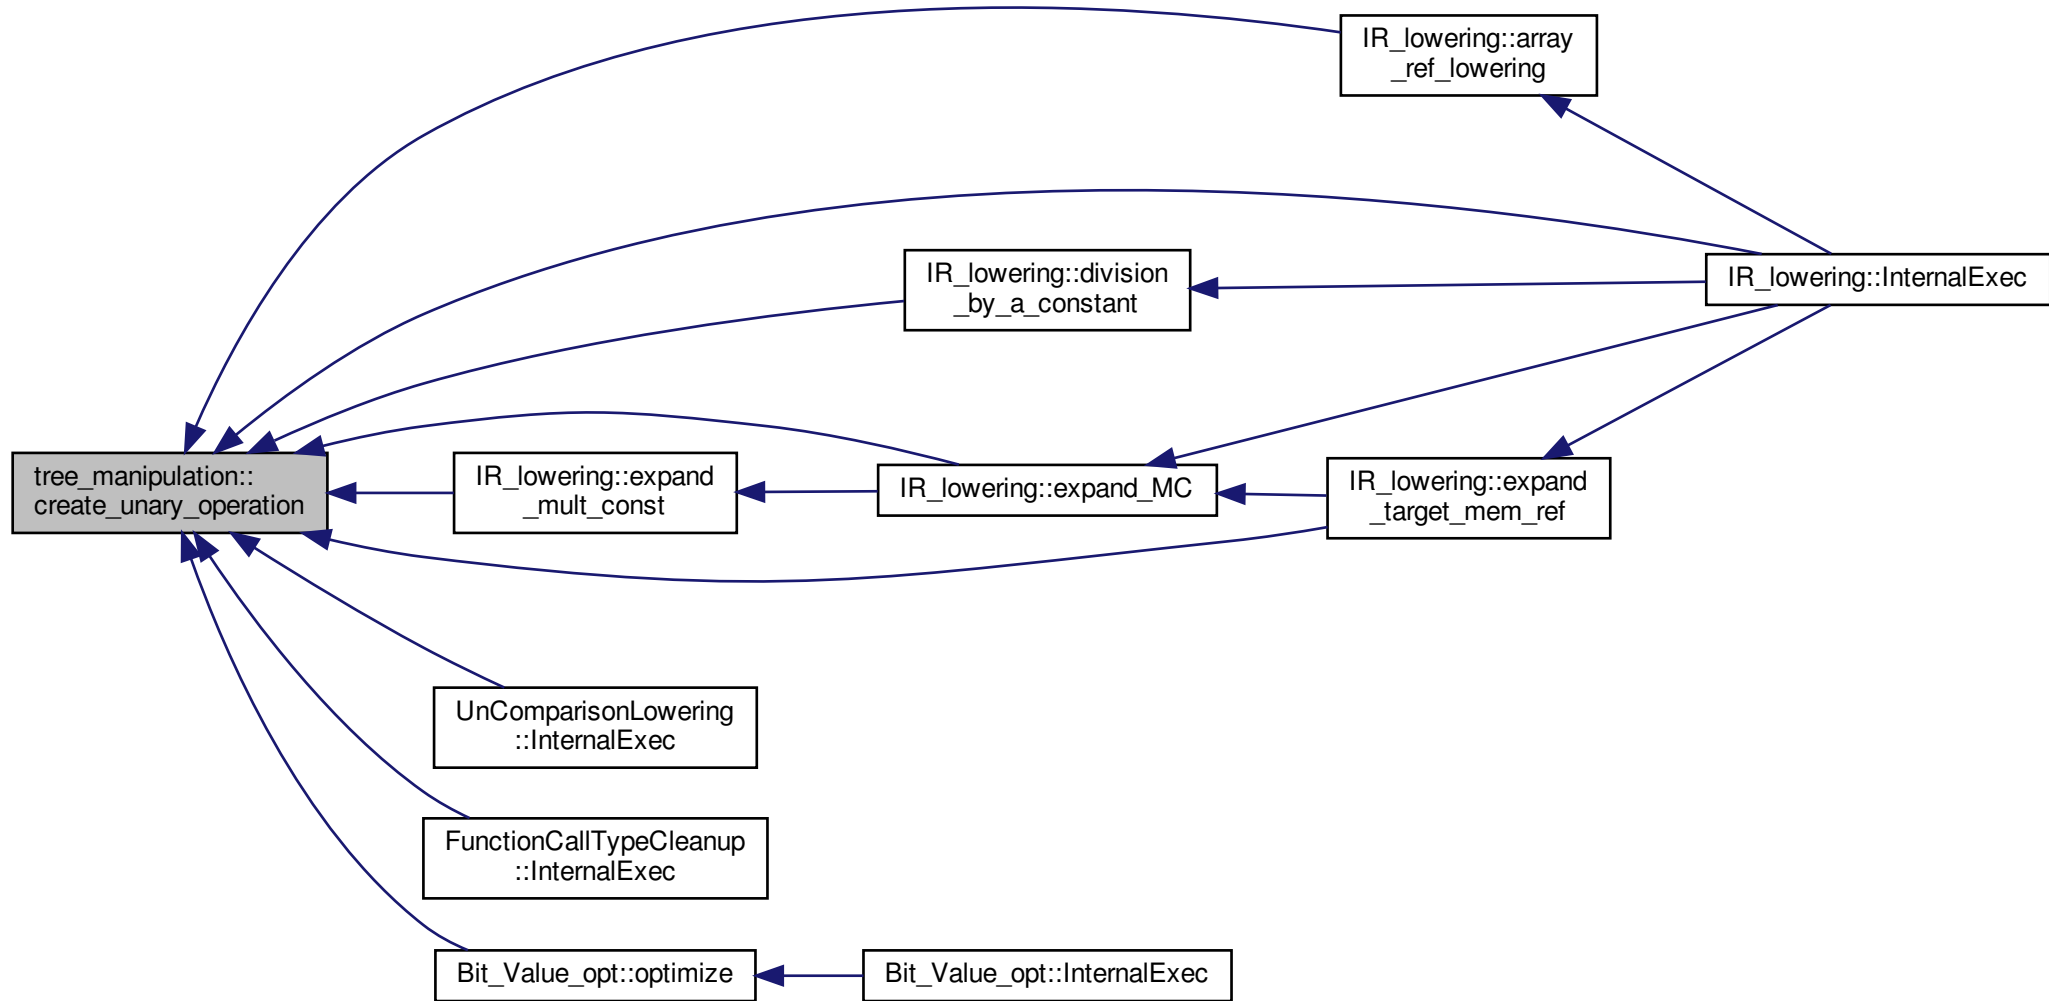 IR_lowering::array
_ref_lowering
IR_lowering::division
_by_a_constant
IR_lowering::InternalExec
tree_manipulation::
create_unary_operation
IR_lowering::expand
_mult_const
IR_lowering::expand_MC
IR_lowering::expand
_target_mem_ref
UnComparisonLowering
::InternalExec
FunctionCallTypeCleanup
::InternalExec
Bit_Value_opt::optimize
Bit_Value_opt::InternalExec